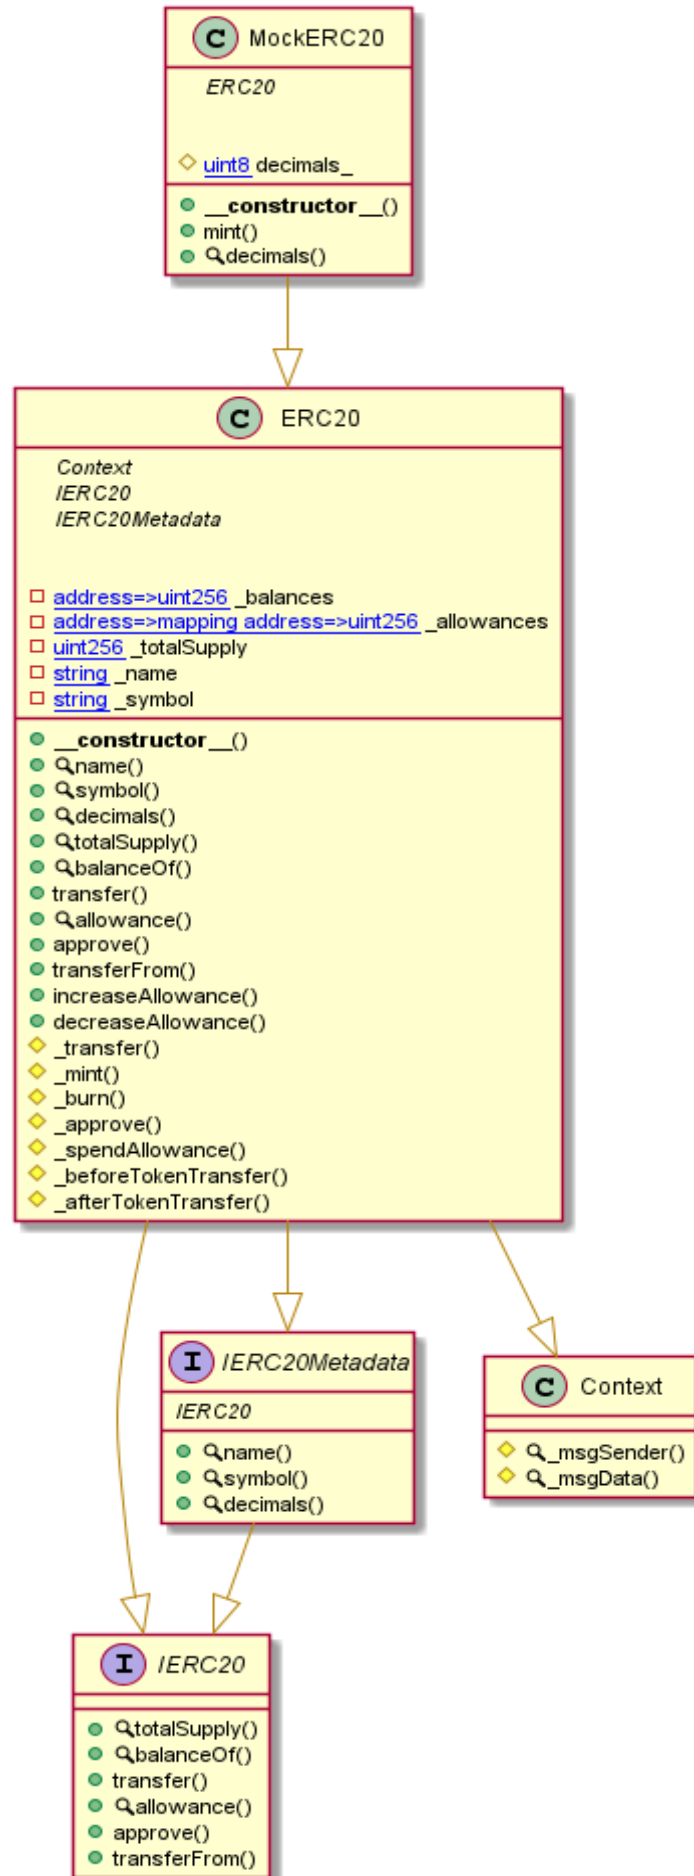 C MockERC20
ERC20
uint8 decimals_
__constructor__()
mint()
decimals()
C ERC20
Context
IERC20
IERC20Metadata
address=>uint256 _balances
address=>mapping address=>uint256 _allowances
uint256 _totalSupply
string _name
string _symbol
__constructor__()
name()
symbol()
decimals()
totalSupply()
balanceOf()
transfer()
allowance()
approve()
transferFrom()
increaseAllowance()
decreaseAllowance()
_transfer()
_mint()
_burn()
_approve()
_spendAllowance()
_beforeTokenTransfer()
_afterTokenTransfer()
I IERC20Metadata
IERC20
name()
symbol()
decimals()
C Context
_msgSender()
_msgData()
I IERC20
totalSupply()
balanceOf()
transfer()
allowance()
approve()
transferFrom()